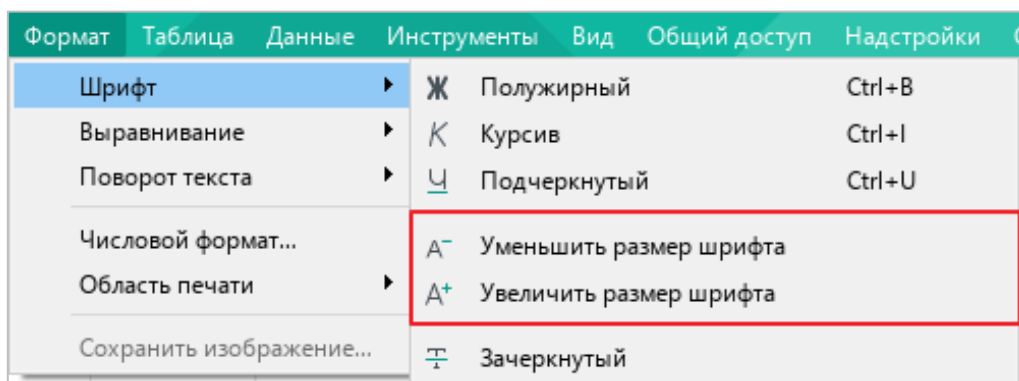 Формат Таблица Данные Инструменты Вид Общий доступ Надстройки
Шрифт
Выравнивание
Поворот текста
Числовой формат...
Область печати
Сохранить изображение...
Ж Полужирный Ctrl+B
К Курсив Ctrl+I
Ч Подчеркнутый Ctrl+U
A- Уменьшить размер шрифта
A+ Увеличить размер шрифта
Т Зачеркнутый